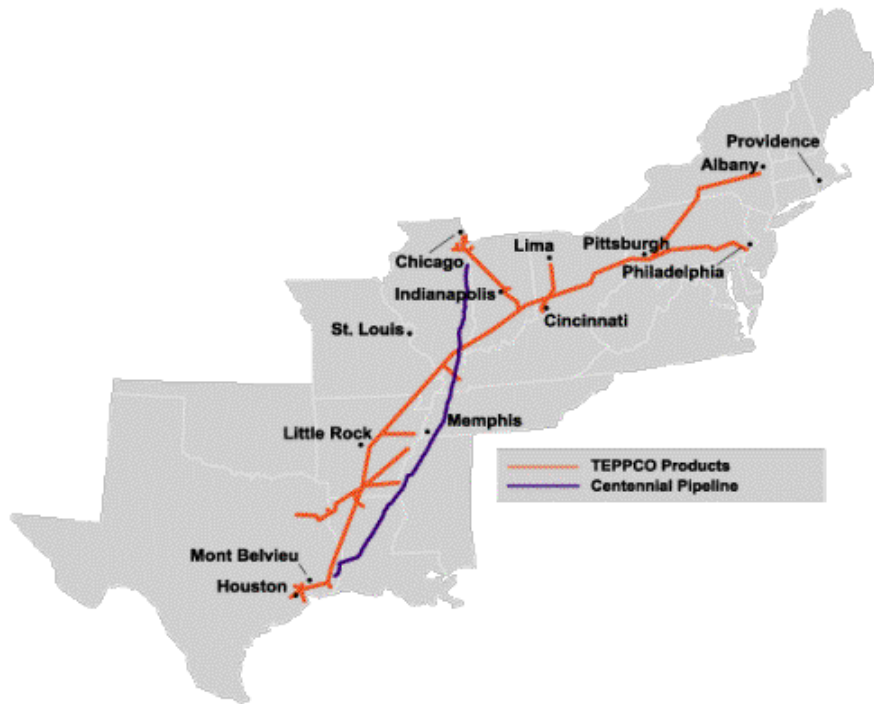 Providence
Albany
Chicago
Lima
Pittsburgh
Philadelphia
Indianapolis
Cincinnati
St. Louis
Little Rock
Memphis
TEPPCO Products
Centennial Pipeline
Mont Belvieu
Houston